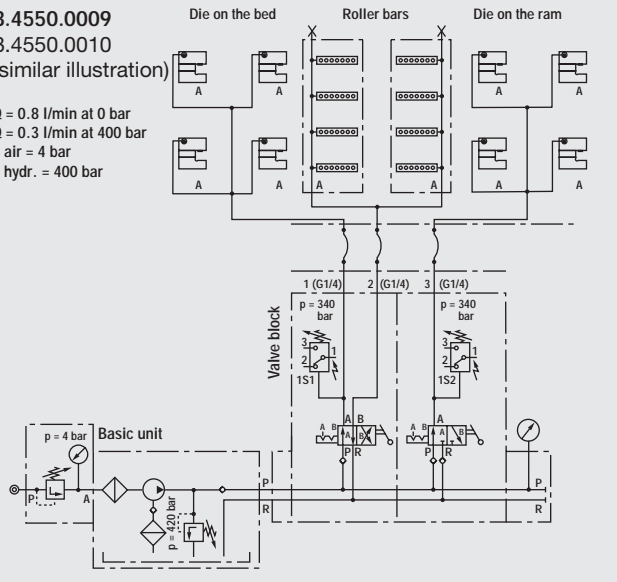 3.4550.0009
3.4550.0010
(similar illustration)
= 0.8 l/min at 0 bar
= 0.3 l/min at 400 bar
air = 4 bar
hydr. = 400 bar
Die on the bed
Roller bars
Die on the ram
A A A A
A A A A
A A
1 (G1/4) 2 (G1/4) 3 (G1/4)
Valve block
p = 340 bar
3
2
1
1S1
p = 340 bar
3
2
1
1S2
A B
A B A B
P R
A
A B A B
P R
p = 4 bar
P
A
Basic unit
p = 420 bar
P
R
P
R